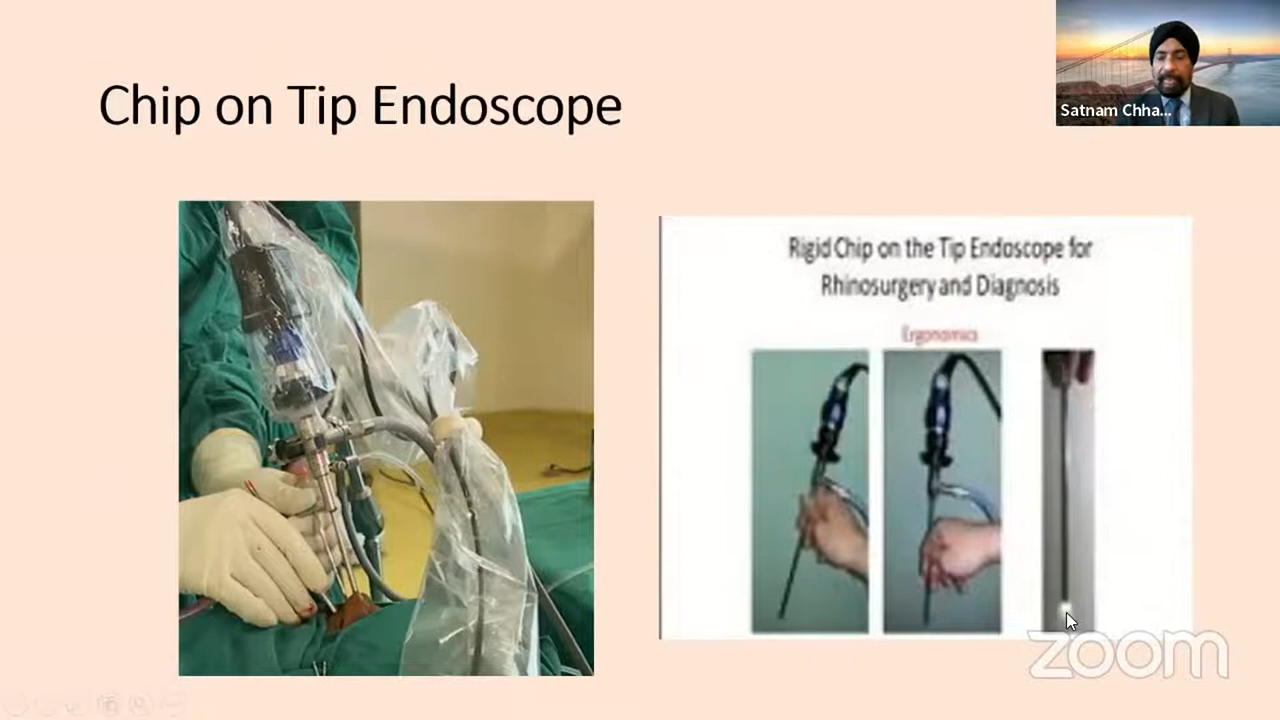 Chip on Tip Endoscope
Satnam Chha...
Rigid Chip on the Tip Endoscope for
Rhinosurgery and Diagnosis
Ergonomics
zoom